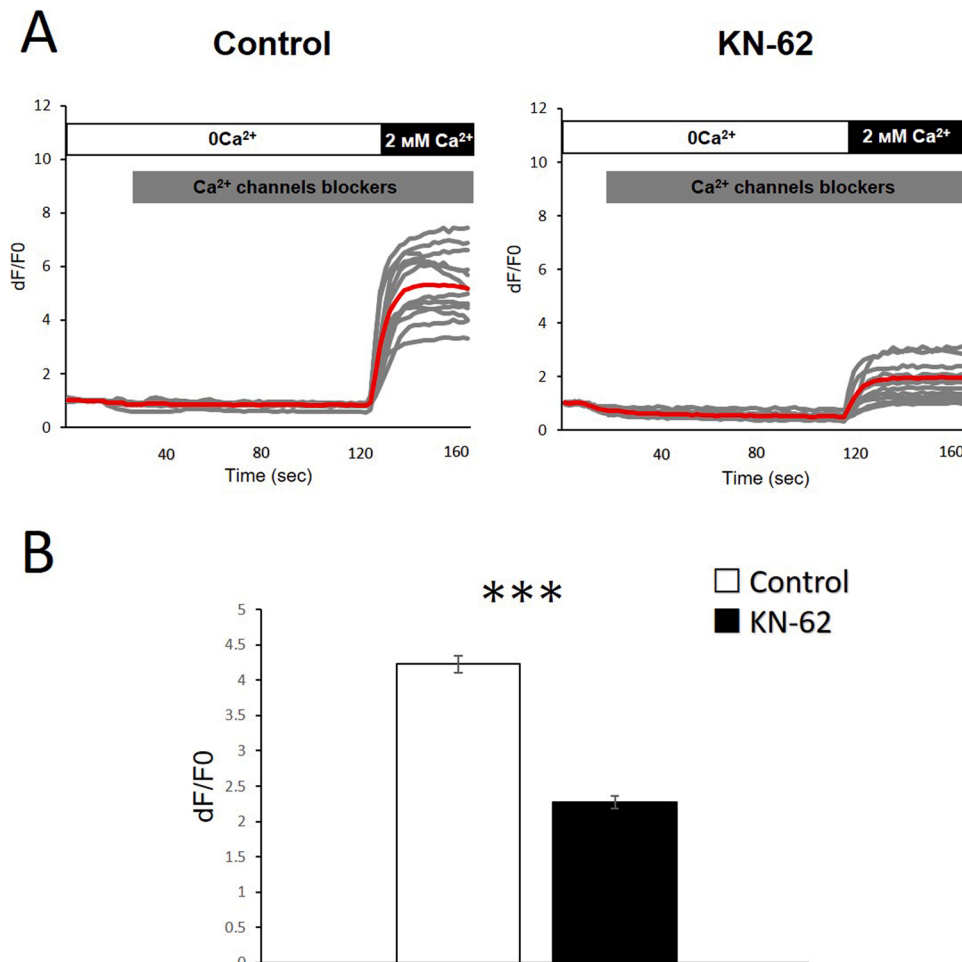 A
Control
KN-62
12
10
8
6
4
2
0
dF/F0
0Ca²⁺
2 мM Ca²⁺
Ca²⁺ channels blockers
40
80
120
160
Time (sec)
12
10
8
6
4
2
0
dF/F0
0Ca²⁺
2 мM Ca²⁺
Ca²⁺ channels blockers
40
80
120
160
Time (sec)
B
***
Control
KN-62
5
4.5
4
3.5
3
2.5
2
1.5
1
0.5
0
dF/F0